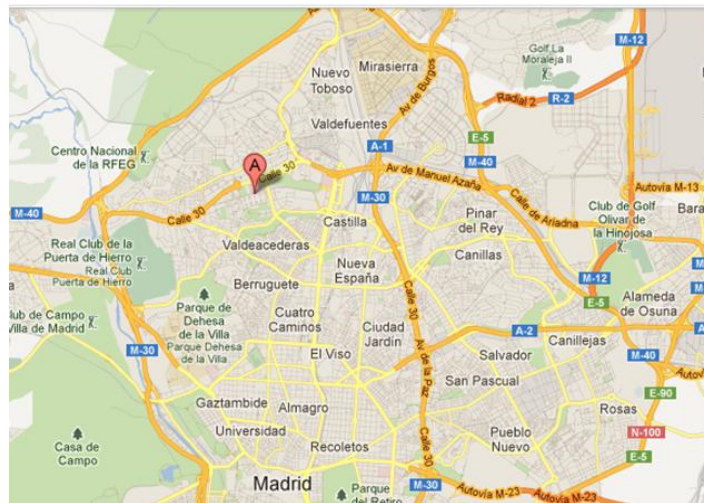 M-12
Golf La
Moraleja II
Mirasierra
Nuevo
Toboso
Av de Burgos
Radial 2
R-2
Valdefuentes
E-5
Centro Nacional
de la RFEG
A-1
A
Calle 30
M-40
Av de Manuel Azaña
Autovía M-13
M-30
M-40
Calle 30
Castilla
Pinar
del Rey
Calle de Ariadna
Club de Golf
Olivar de
la Hinojosa
Bara
Real Club de la
Puerta de Hierro
Real Club
Puerta de Hierro
Valdeacederas
Canillas
Nueva
España
M-12
Berruguete
E-5
Alameda
de Osuna
lub de Campo
Villa de Madrid
Parque de
Dehesa
de la Villa
Parque Dehesa
de la Villa
Cuatro
Caminos
Ciudad
Jardín
Calle 30
A-2
Canillejas
A-
M-30
El Viso
Av de la Paz
Salvador
M-40
San Pascual
Autovía
E-90
Gaztambide
Almagro
Rosas
Universidad
Pueblo
Nuevo
N-100
Casa de
Campo
Recoletos
Calle 30
E-5
Madrid
M-30
Parque
del Retiro
Autovía M-23
M-23